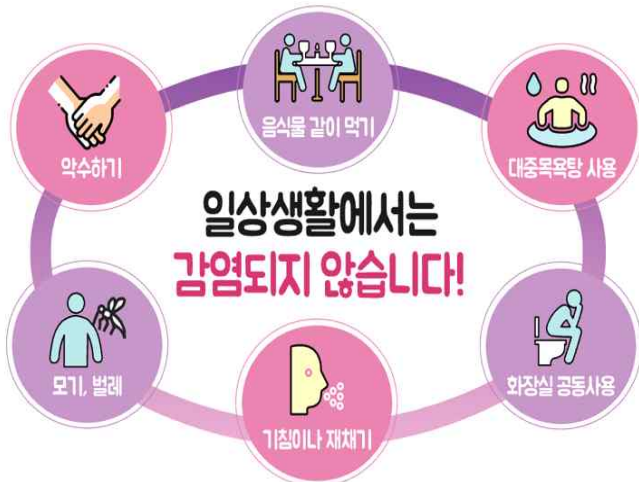 음식물 같이 먹기
악수하기
대중목욕탕 사용
일상생활에서는
감염되지 않습니다!
모기, 벌레
화장실 공동사용
기침이나 재채기